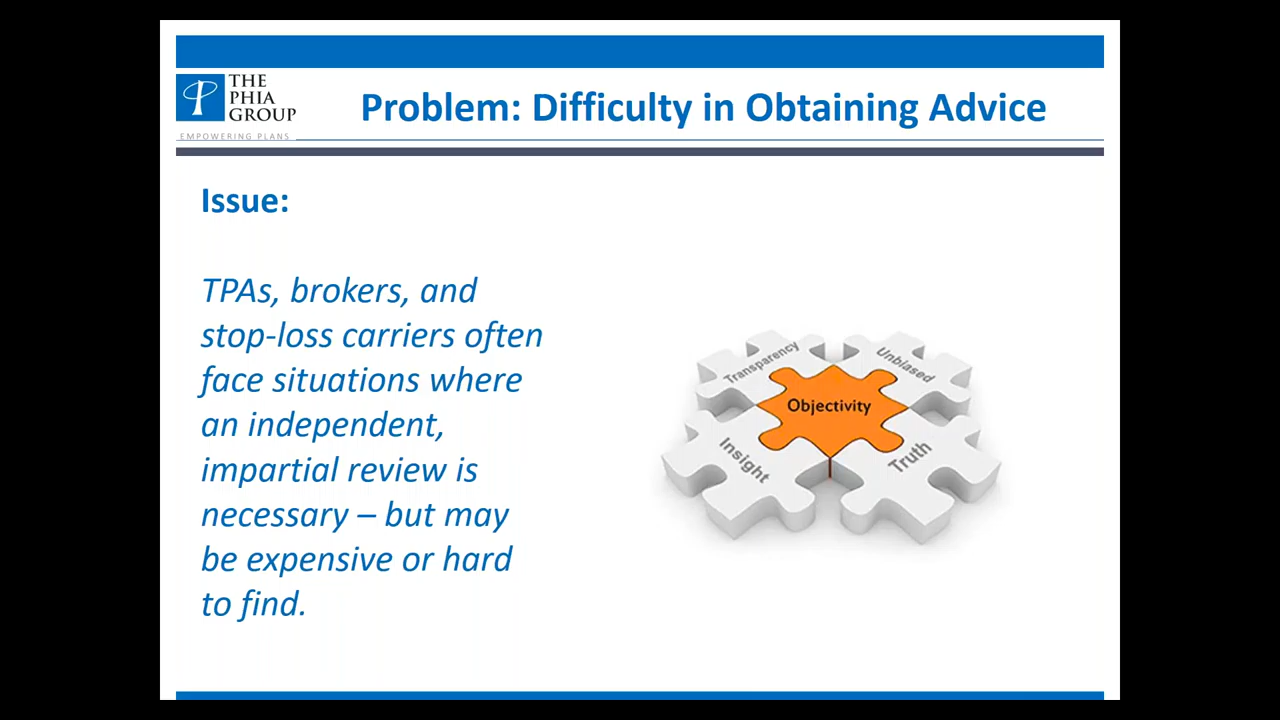 THE
PHIA
GROUP
EMPOWERING PLANS
Problem: Difficulty in Obtaining Advice
Issue:
TPAs, brokers, and
stop-loss carriers often
face situations where
an independent,
impartial review is
necessary – but may
be expensive or hard
to find.
Transparency
Unbiased
Objectivity
Insight
Truth